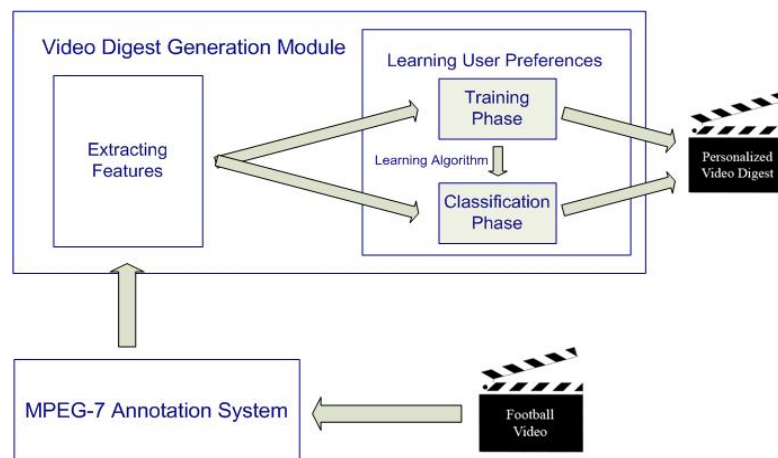 Video Digest Generation Module
Learning User Preferences
Extracting
Features
Training
Phase
Learning Algorithm
Classification
Phase
Personalized
Video Digest
MPEG-7 Annotation System
Football
Video